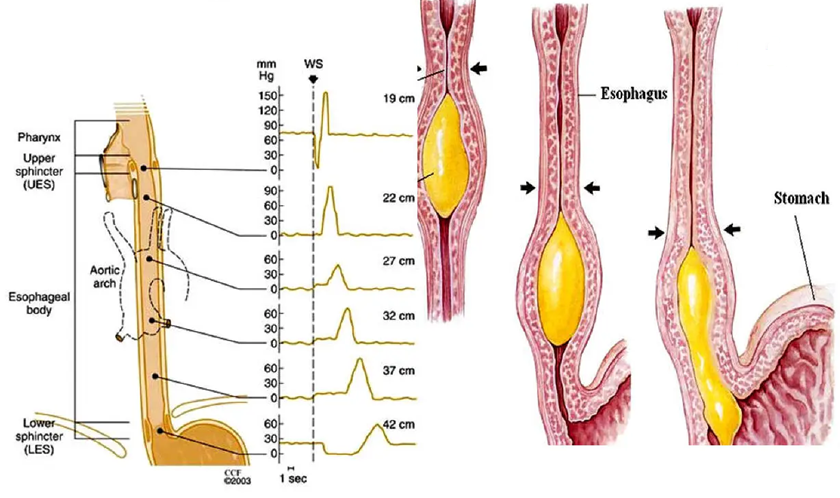 mm
Hg
WS
150
120
90
60
30
0
19 cm
Pharynx
Upper
sphincter
(UES)
90
60
30
0
22 cm
Aortic
arch
60
30
0
27 cm
Esophageal
body
60
30
0
32 cm
60
30
0
37 cm
Lower
sphincter
(LES)
60
30
0
42 cm
CCF
©2003
1 sec
Esophagus
Stomach